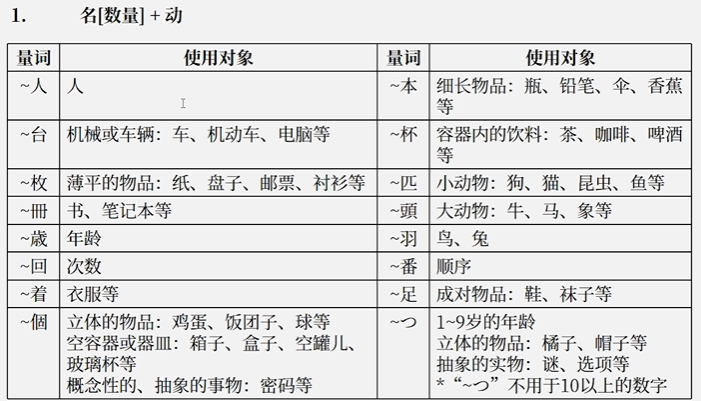 1. 名[数量] + 动
量词 使用对象 量词 使用对象
~人 人 ~本 细长物品：瓶、铅笔、伞、香蕉
等
~台 机械或车辆：车、机动车、电脑等 ~杯 容器内的饮料：茶、咖啡、啤酒
等
~枚 薄平的物品：纸、盘子、邮票、衬衫等 ~匹 小动物：狗、猫、昆虫、鱼等
~冊 书、笔记本等 ~頭 大动物：牛、马、象等
~歳 年龄 ~羽 鸟、兔
~回 次数 ~番 顺序
~着 衣服等 ~足 成对物品：鞋、袜子等
~個 立体的物品：鸡蛋、饭团子、球等 ~つ 1~9岁的年龄
空容器或器皿：箱子、盒子、空罐儿、 立体的物品：橘子、帽子等
玻璃杯等 抽象的实物：谜、选项等
概念性的、抽象的事物：密码等 *“~つ”不用于10以上的数字